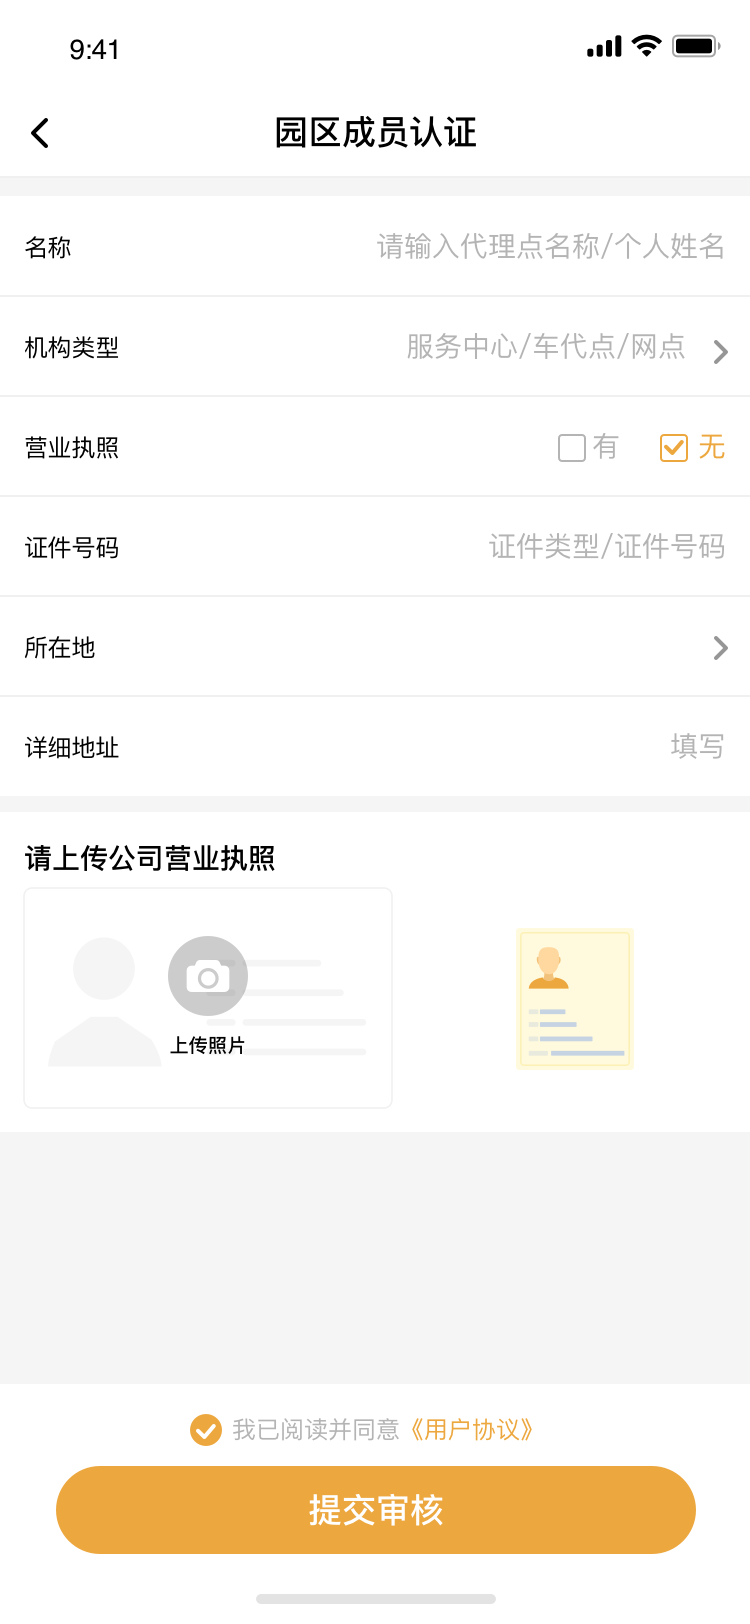 9:41
园区成员认证
名称 请输入代理点名称/个人姓名
机构类型 服务中心/车代点/网点
营业执照 有 无
证件号码 证件类型/证件号码
所在地
详细地址 填写
请上传公司营业执照
上传照片
我已阅读并同意《用户协议》
提交审核